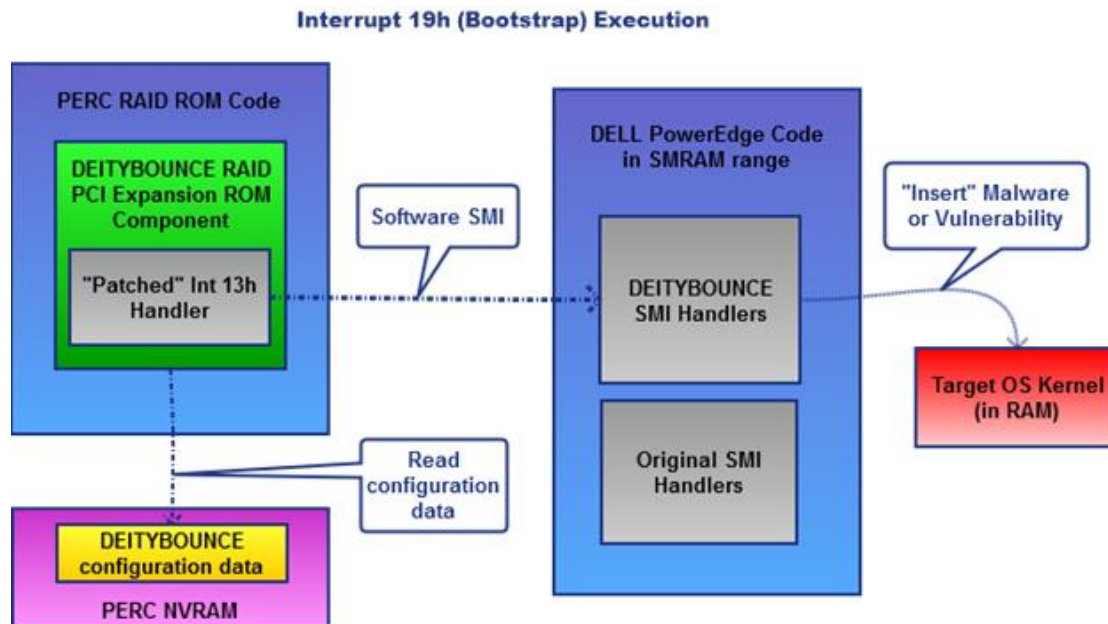 Interrupt 19h (Bootstrap) Execution
PERC RAID ROM Code
DEITYBOUNCE RAID
PCI Expansion ROM
Component
"Patched" Int 13h
Handler
Software SMI
DELL PowerEdge Code
in SMRAM range
DEITYBOUNCE
SMI Handlers
Original SMI
Handlers
"Insert" Malware
or Vulnerability
Target OS Kernel
(in RAM)
Read
configuration
data
DEITYBOUNCE
configuration data
PERC NVRAM